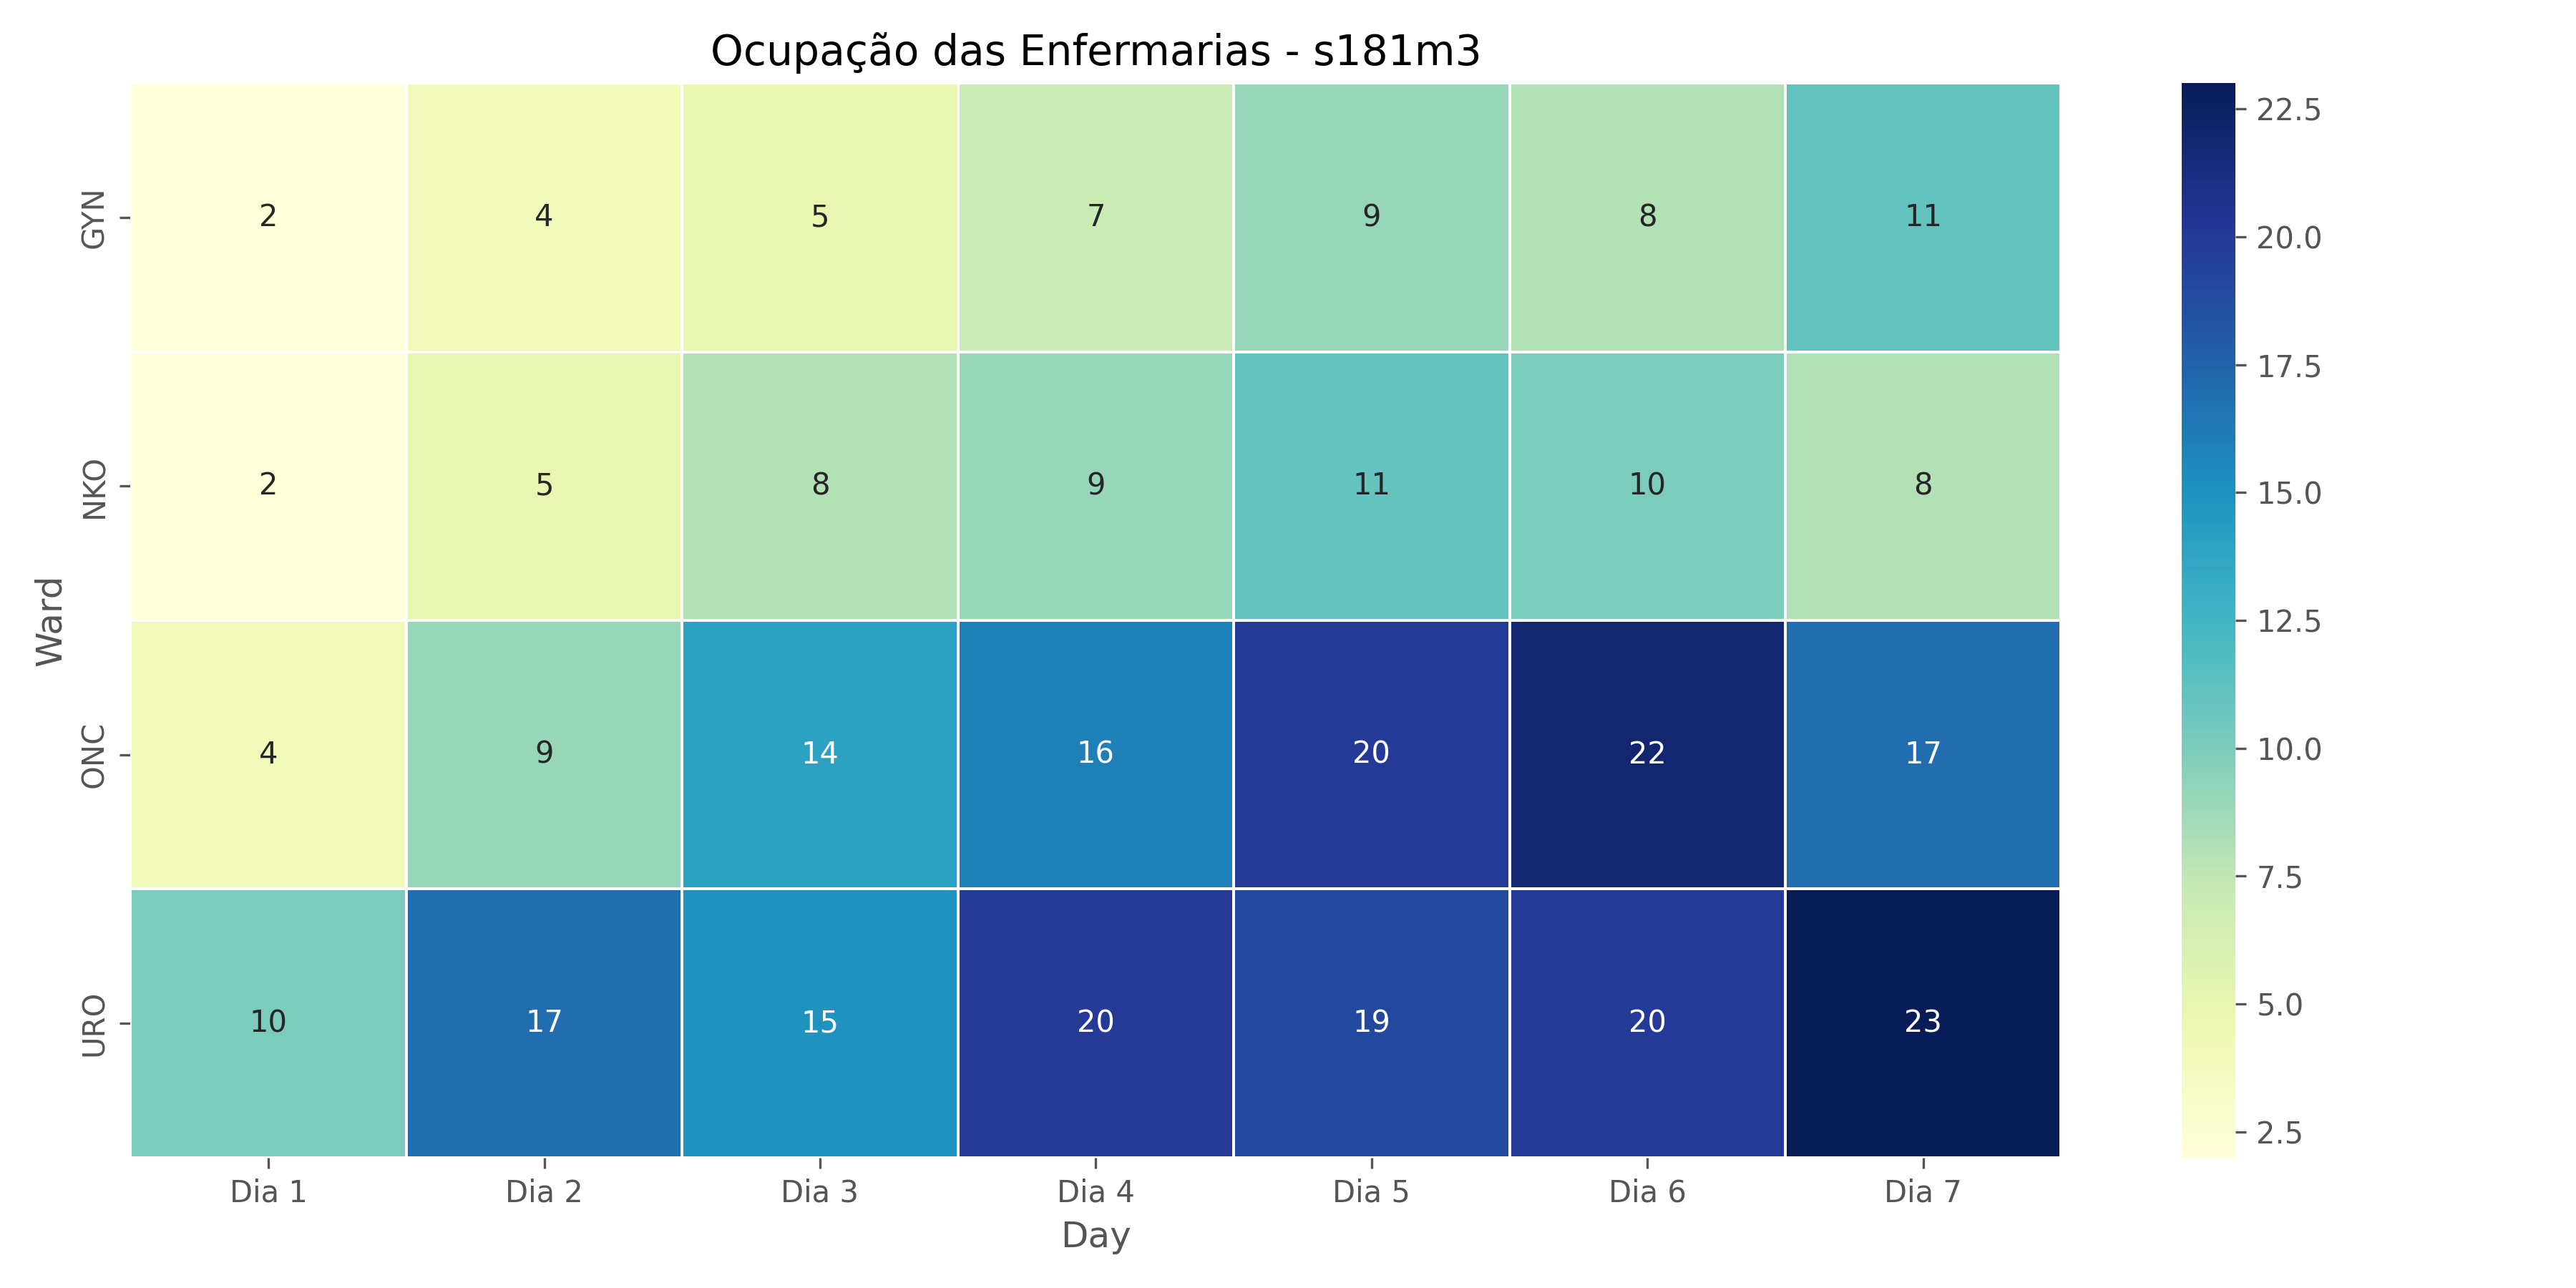 Ocupação das Enfermarias - s181m3
GYN 2 4 5 7 9 8 11
NKO 2 5 8 9 11 10 8
ONC 4 9 14 16 20 22 17
URO 10 17 15 20 19 20 23
Ward
Dia 1 Dia 2 Dia 3 Dia 4 Dia 5 Dia 6 Dia 7
Day
22.5
20.0
17.5
15.0
12.5
10.0
7.5
5.0
2.5